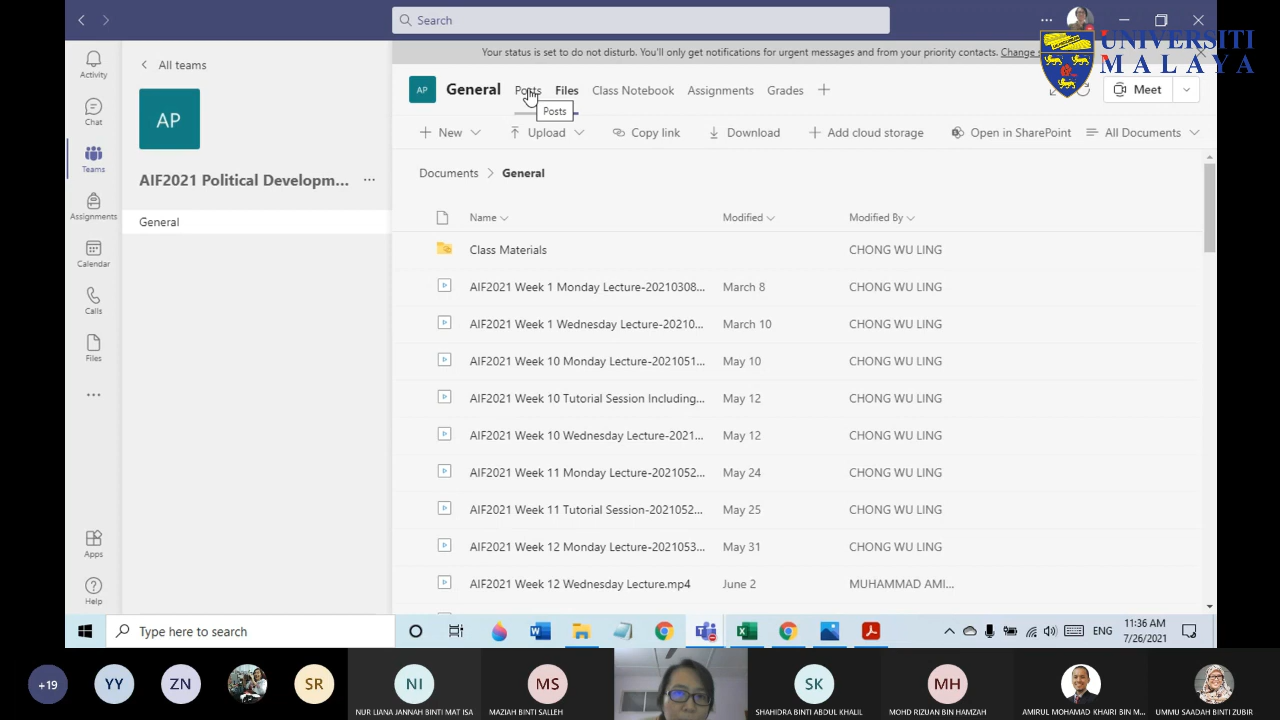 Search
Your status is set to do not disturb. You'll only get notifications for urgent messages and from your priority contacts. Change
UNIVERSITI
MALAYA
Activity
Chat
Teams
Assignments
Calendar
Calls
Files
Apps
Help
All teams
AP
AIF2021 Political Developm...
General
AP
General
Posts
Files
Class Notebook
Assignments
Grades
Meet
Posts
New
Upload
Copy link
Download
Add cloud storage
Open in SharePoint
All Documents
Documents > General
Name
Modified
Modified By
Class Materials CHONG WU LING
AIF2021 Week 1 Monday Lecture-20210308... March 8 CHONG WU LING
AIF2021 Week 1 Wednesday Lecture-20210... March 10 CHONG WU LING
AIF2021 Week 10 Monday Lecture-2021051... May 10 CHONG WU LING
AIF2021 Week 10 Tutorial Session Including... May 12 CHONG WU LING
AIF2021 Week 10 Wednesday Lecture-2021... May 12 CHONG WU LING
AIF2021 Week 11 Monday Lecture-2021052... May 24 CHONG WU LING
AIF2021 Week 11 Tutorial Session-2021052... May 25 CHONG WU LING
AIF2021 Week 12 Monday Lecture-2021053... May 31 CHONG WU LING
AIF2021 Week 12 Wednesday Lecture.mp4 June 2 MUHAMMAD AMI...
Type here to search
ENG
11:36 AM
7/26/2021
+19
YY
ZN
SR
NI
NUR LIANA JANNAH BINTI MAT ISA
MS
MAZIAH BINTI SALLEH
SK
SHAHIDRA BINTI ABDUL KHALIL
MH
MOHD RIZUAN BIN HAMZAH
AMIRUL MOHAMAD KHAIRI BIN M...
UMMU SAADAH BINTI ZUBIR